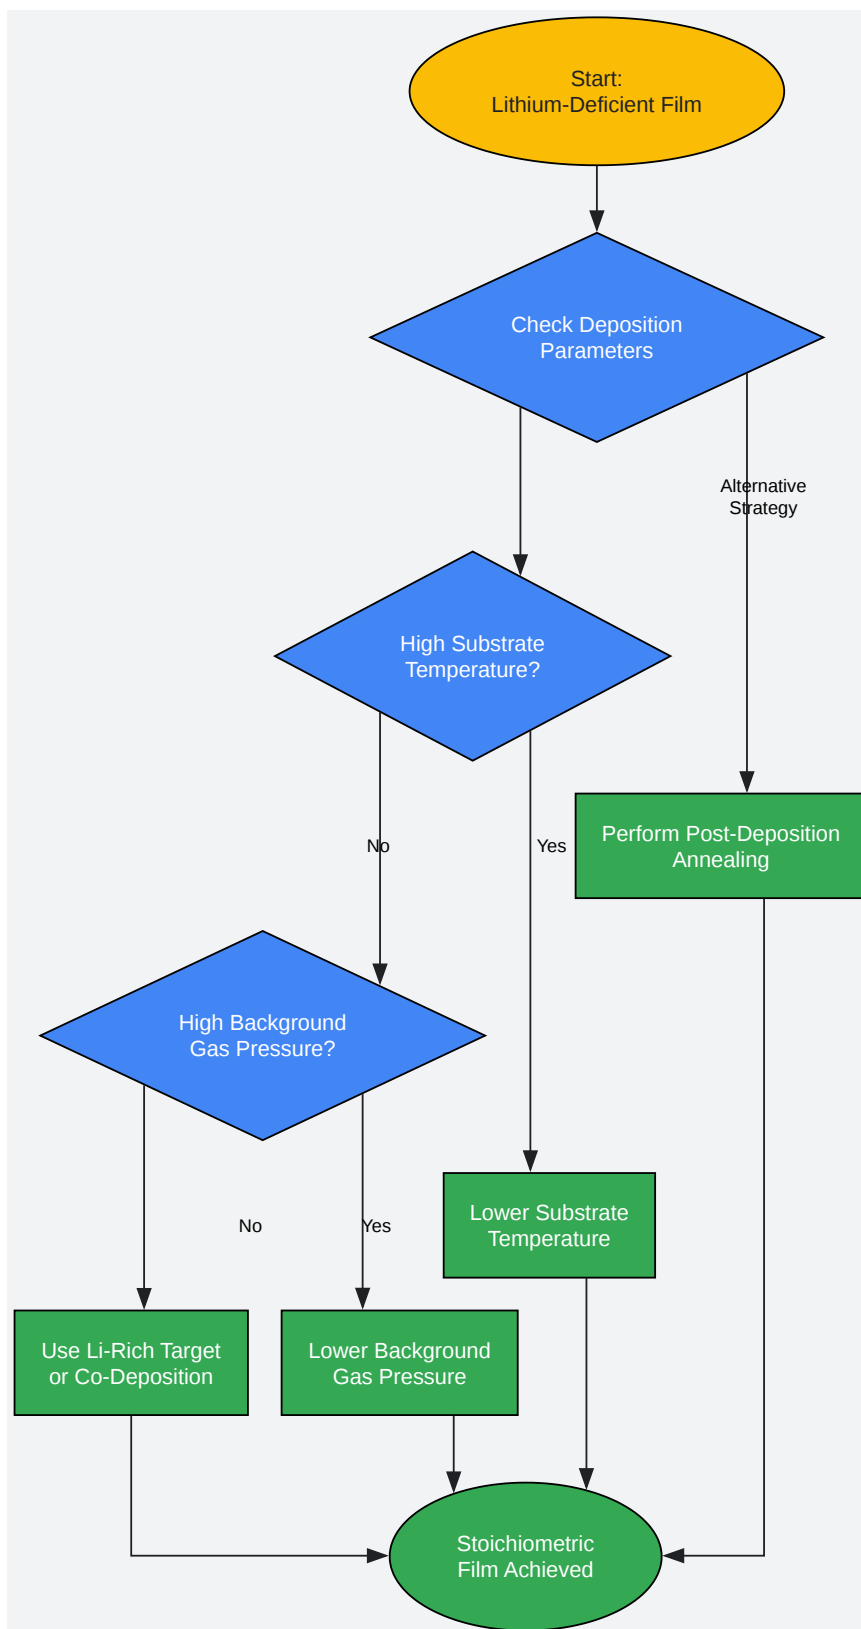 Start:
Lithium-Deficient Film
Check Deposition
Parameters
Alternative
Strategy
High Substrate
Temperature?
No
Yes
Perform Post-Deposition
Annealing
High Background
Gas Pressure?
No
Yes
Lower Substrate
Temperature
Use Li-Rich Target
or Co-Deposition
Lower Background
Gas Pressure
Stoichiometric
Film Achieved